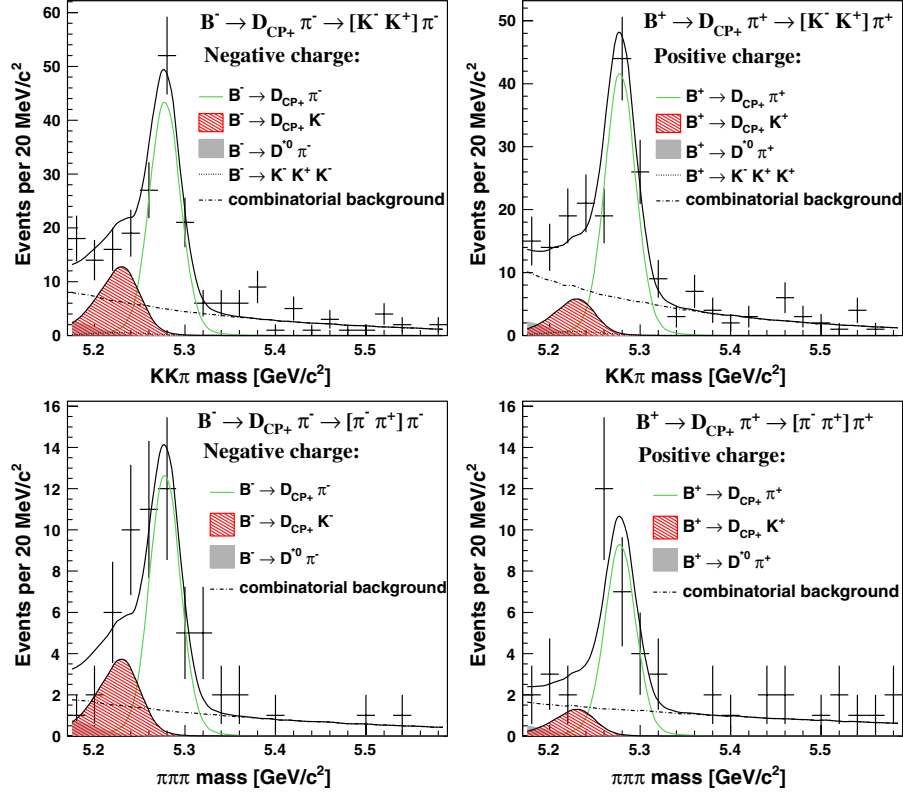 B⁻ → D_CP+ π⁻ → [K⁻ K⁺] π⁻
Negative charge:
B⁻ → D_CP+ π⁻
B⁻ → D_CP+ K⁻
B⁻ → D*⁰ π⁻
B⁻ → K⁻ K⁺ K⁻
combinatorial background
Events per 20 MeV/c²
0
10
20
30
40
50
60
5.2
5.3
5.4
5.5
KKπ mass [GeV/c²]
B⁺ → D_CP+ π⁺ → [K⁻ K⁺] π⁺
Positive charge:
B⁺ → D_CP+ π⁺
B⁺ → D_CP+ K⁺
B⁺ → D*⁰ π⁺
B⁺ → K⁻ K⁺ K⁺
combinatorial background
Events per 20 MeV/c²
0
10
20
30
40
50
5.2
5.3
5.4
5.5
KKπ mass [GeV/c²]
B⁻ → D_CP+ π⁻ → [π⁻ π⁺] π⁻
Negative charge:
B⁻ → D_CP+ π⁻
B⁻ → D_CP+ K⁻
B⁻ → D*⁰ π⁻
combinatorial background
Events per 20 MeV/c²
0
2
4
6
8
10
12
14
16
5.2
5.3
5.4
5.5
πππ mass [GeV/c²]
B⁺ → D_CP+ π⁺ → [π⁻ π⁺] π⁺
Positive charge:
B⁺ → D_CP+ π⁺
B⁺ → D_CP+ K⁺
B⁺ → D*⁰ π⁺
combinatorial background
Events per 20 MeV/c²
0
2
4
6
8
10
12
14
16
5.2
5.3
5.4
5.5
πππ mass [GeV/c²]